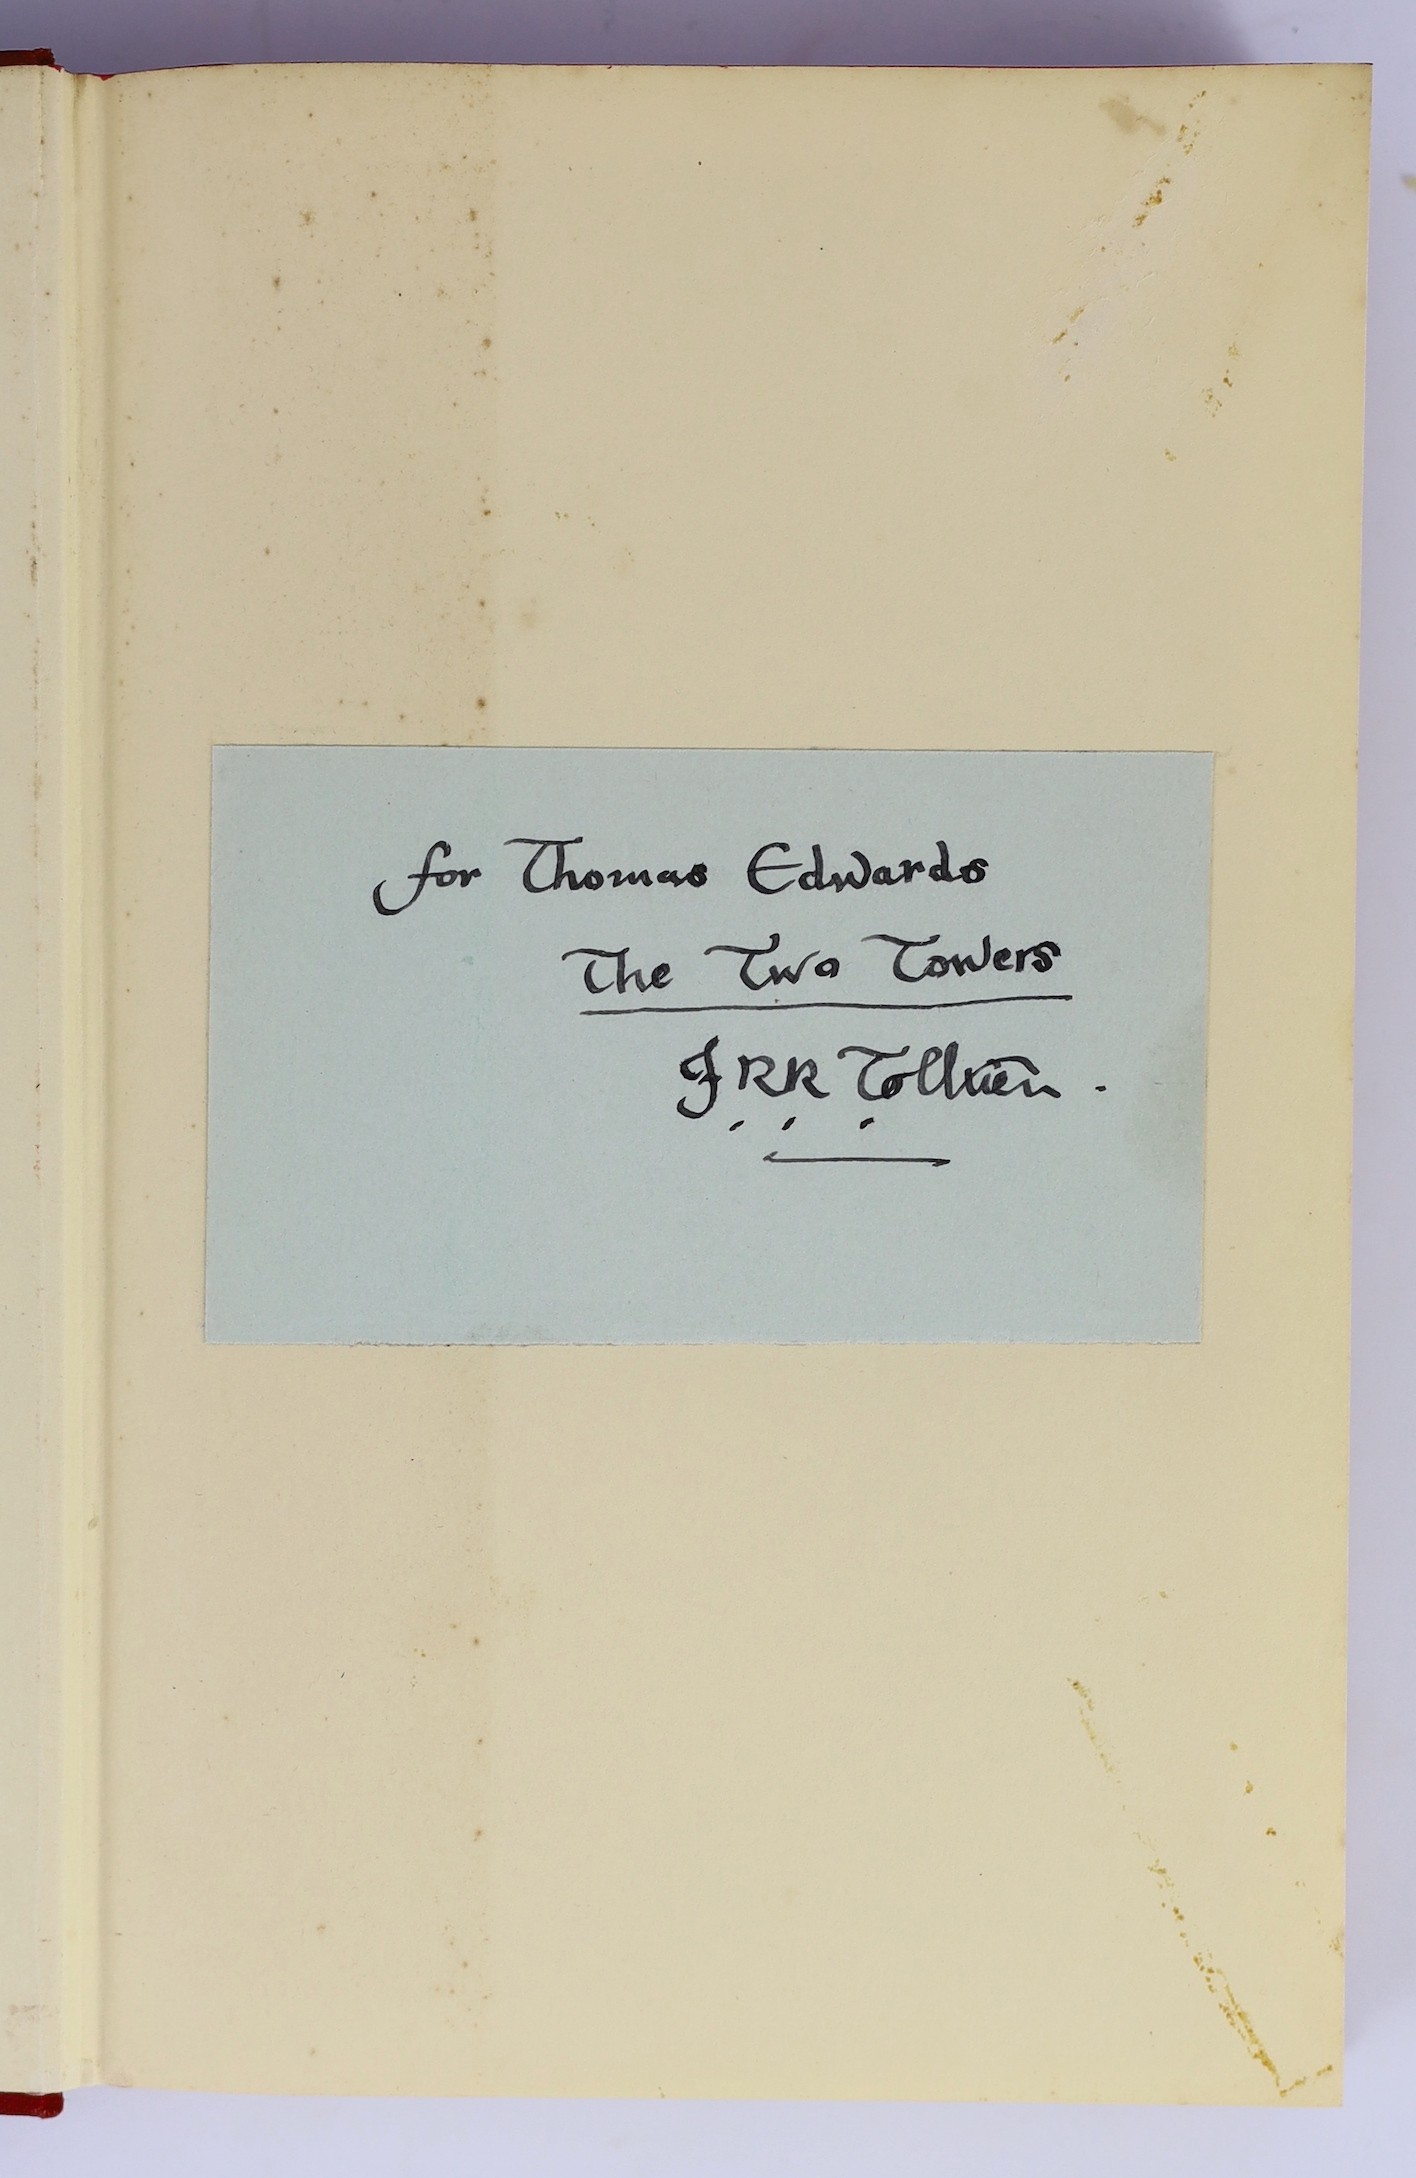 for Thomas Edwards
The Two Towers
JRR Tolkien.